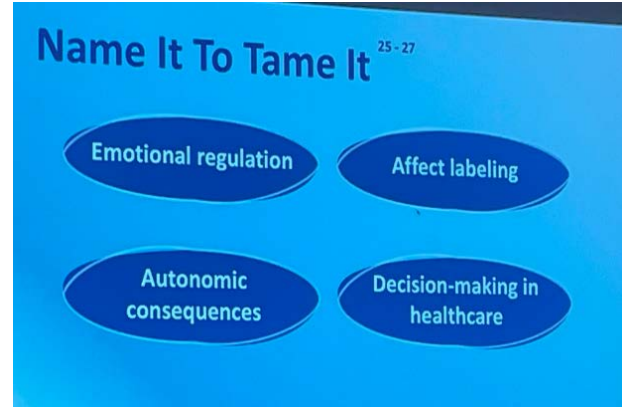 Name It To Tame It 25-27
Emotional regulation
Affect labeling
Autonomic
consequences
Decision-making in
healthcare